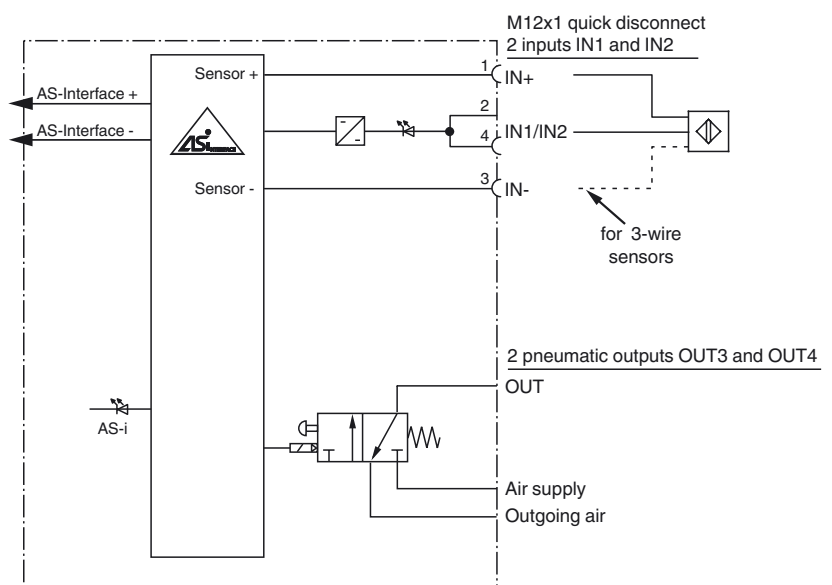 M12x1 quick disconnect
2 inputs IN1 and IN2
Sensor +
1
IN+
AS-Interface +
2
AS-Interface -
ASi
INTERFACE
IN1/IN2
4
Sensor -
3
IN-
for 3-wire
sensors
2 pneumatic outputs OUT3 and OUT4
OUT
AS-i
Air supply
Outgoing air